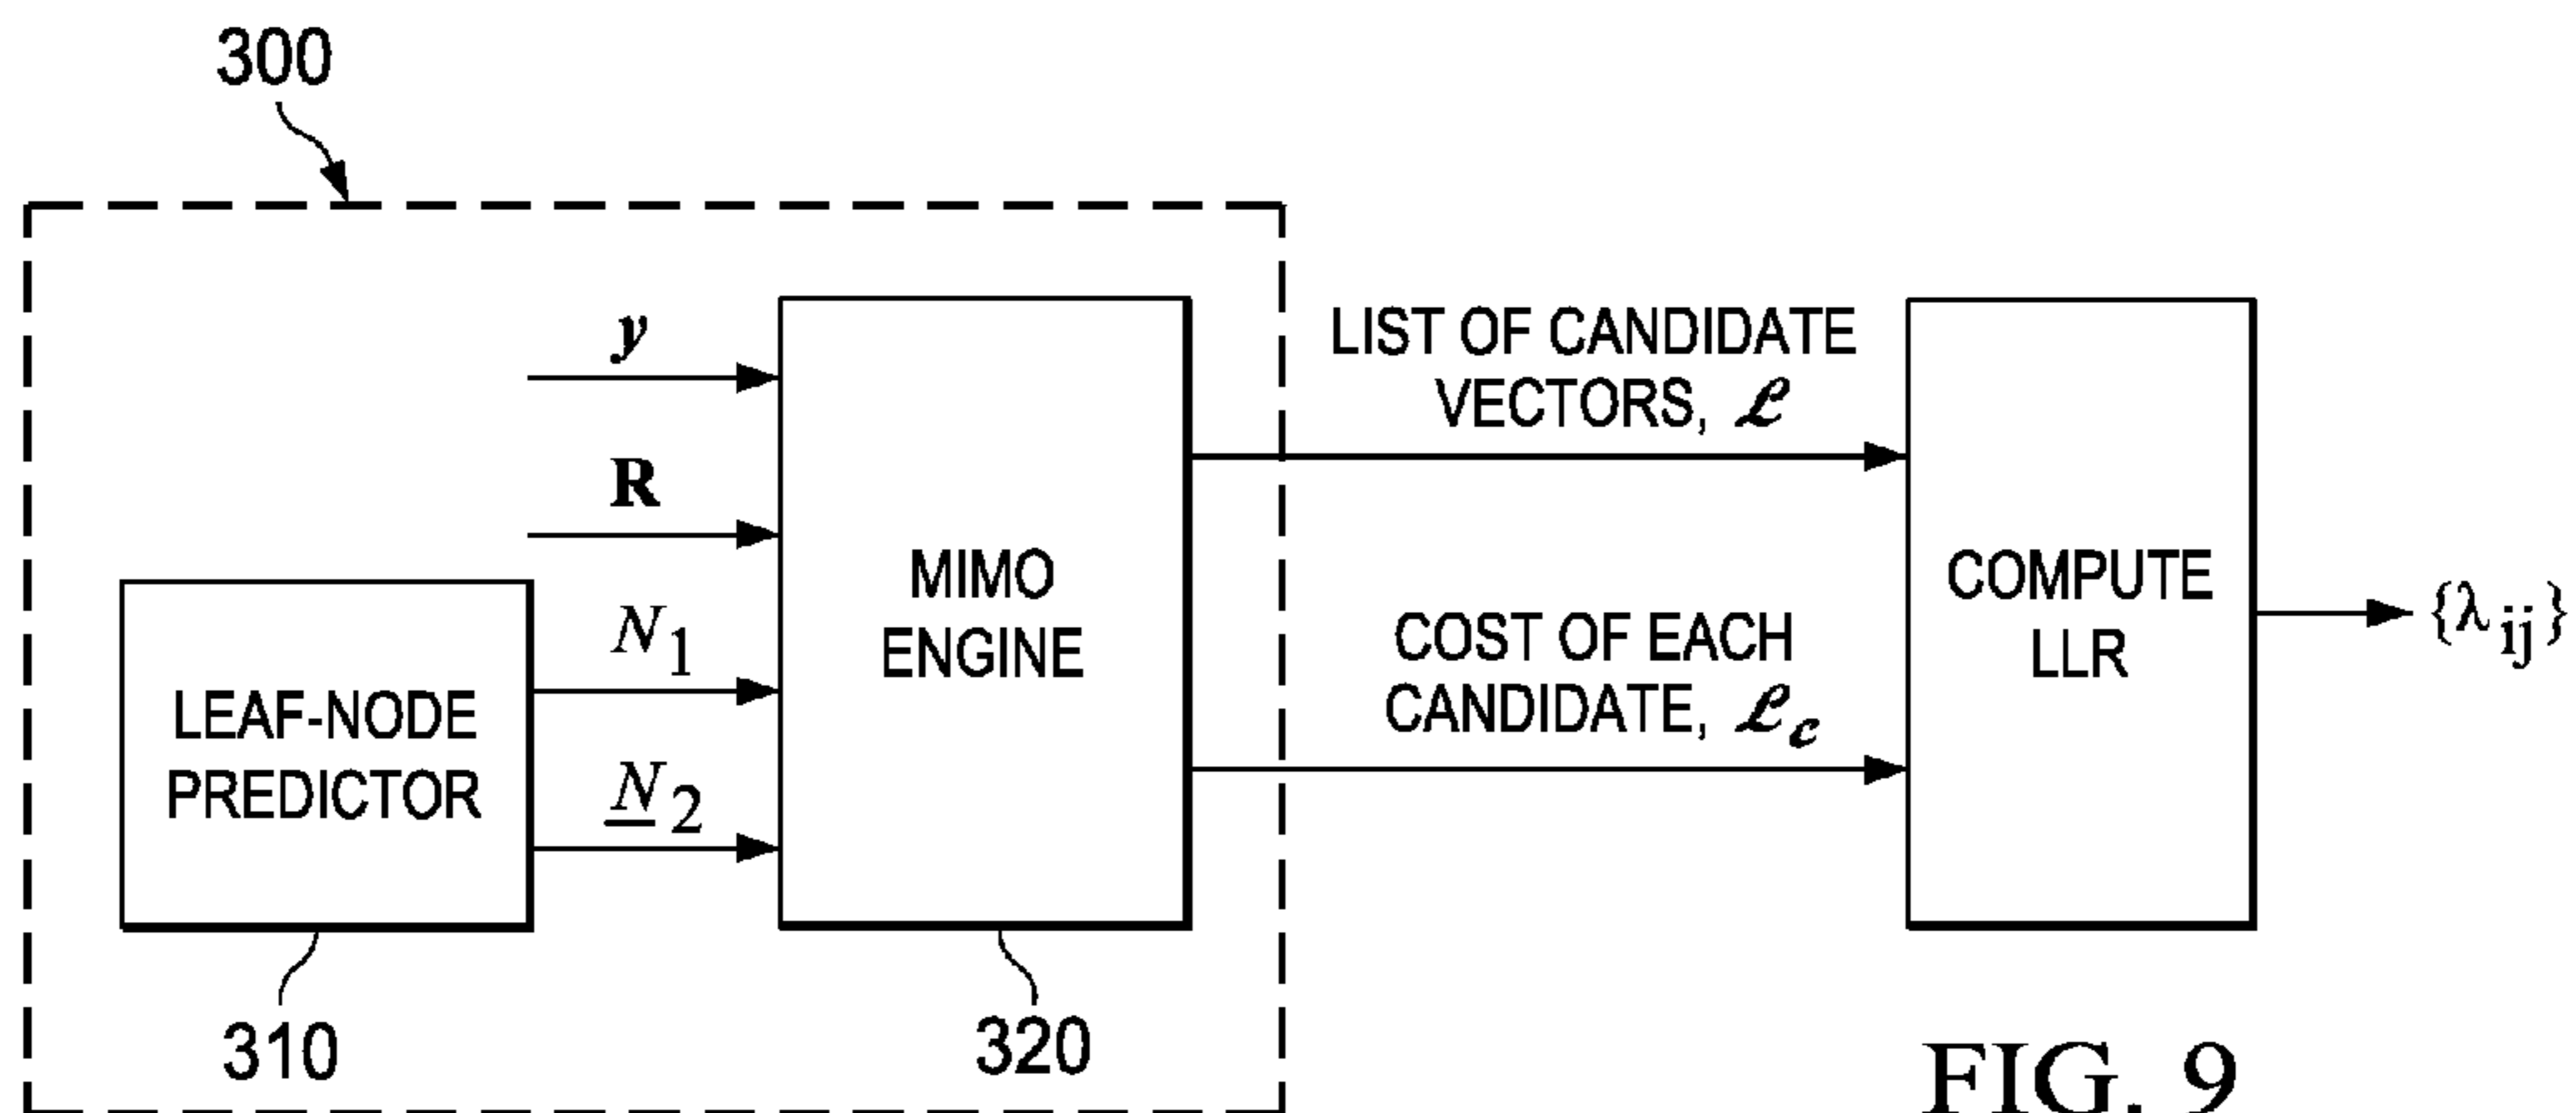 300
y
R
N1
N2
LEAF-NODE
PREDICTOR
310
MIMO
ENGINE
320
LIST OF CANDIDATE
VECTORS, ℒ
COST OF EACH
CANDIDATE, ℒc
COMPUTE
LLR
{λij}
FIG. 9